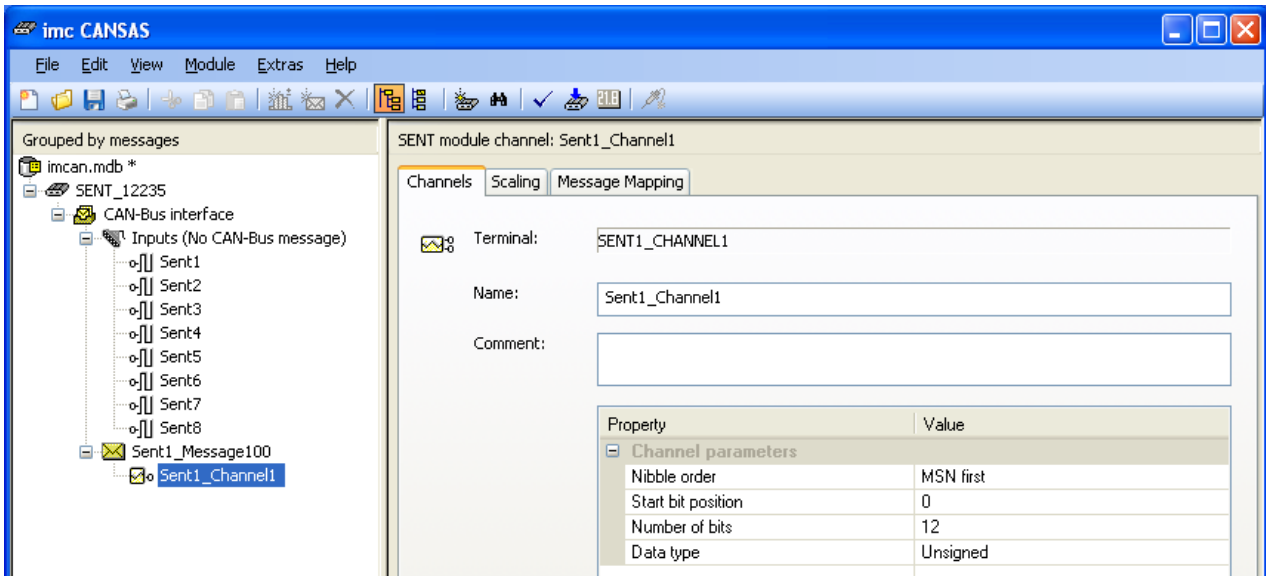 imc CANSAS
File Edit View Module Extras Help
Grouped by messages
imcan.mdb *
SENT_12235
CAN-Bus interface
Inputs (No CAN-Bus message)
Sent1
Sent2
Sent3
Sent4
Sent5
Sent6
Sent7
Sent8
Sent1_Message100
Sent1_Channel1
SENT module channel: Sent1_Channel1
Channels Scaling Message Mapping
Terminal: SENT1_CHANNEL1
Name: Sent1_Channel1
Comment:
Property Value
Channel parameters
Nibble order MSN first
Start bit position 0
Number of bits 12
Data type Unsigned